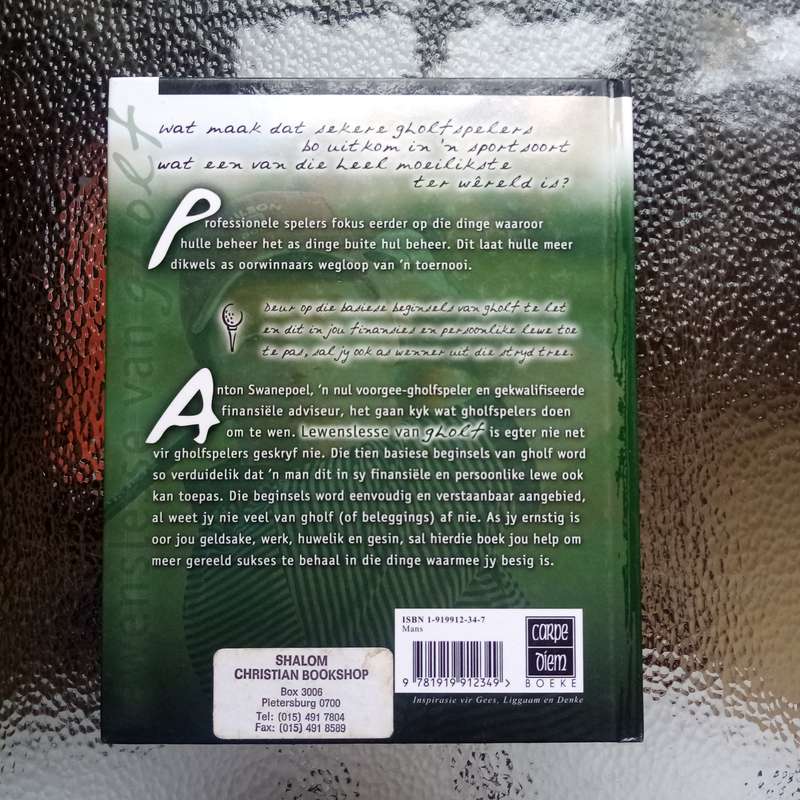 wat maak dat sekere gholfspelers
bo uitkom in 'n sportsoort
wat een van die heel moeilikste
ter wêreld is?
Professionele spelers fokus eerder op die dinge waaroor
hulle beheer het as dinge buite hul beheer. Dit laat hulle meer
dikwels as oorwinnaars wegloop van 'n toernooi.
Deur op die basiese beginsels van gholf te let
en dit in jou finansies en persoonlike lewe toe
te pas, sal jy ook as wenner uit die stryd tree.
Anton Swanepoel, 'n nul voorgee-gholfspeler en gekwalifiseerde
finansiële adviseur, het gaan kyk wat gholfspelers doen
om te wen. Lewenslesse van gholf is egter nie net
vir gholfspelers geskryf nie. Die tien basiese beginsels van gholf word
so verduidelik dat 'n man dit in sy finansiële en persoonlike lewe ook
kan toepas. Die beginsels word eenvoudig en verstaanbaar aangebied,
al weet jy nie veel van gholf (of beleggings) af nie. As jy ernstig is
oor jou geldsake, werk, huwelik en gesin, sal hierdie boek jou help om
meer gereeld sukses te behaal in die dinge waarmee jy besig is.
ISBN 1-919912-34-7
Mans
9 781919 912349>
carpe
diem
BOEKE
Inspirasie vir Gees, Liggaam en Denke
SHALOM
CHRISTIAN BOOKSHOP
Box 3006
Pietersburg 0700
Tel: (015) 491 7804
Fax: (015) 491 8589